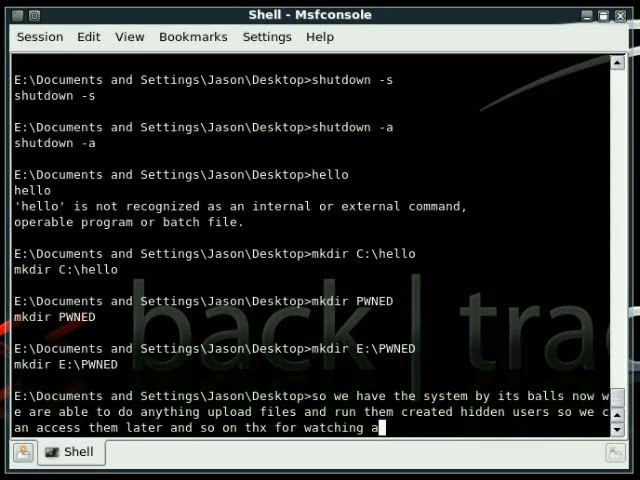 Shell - Msfconsole
Session Edit View Bookmarks Settings Help
E:\Documents and Settings\Jason\Desktop>shutdown -s
shutdown -s
E:\Documents and Settings\Jason\Desktop>shutdown -a
shutdown -a
E:\Documents and Settings\Jason\Desktop>hello
hello
'hello' is not recognized as an internal or external command,
operable program or batch file.
E:\Documents and Settings\Jason\Desktop>mkdir C:\hello
mkdir C:\hello
E:\Documents and Settings\Jason\Desktop>mkdir PWNED
mkdir PWNED
E:\Documents and Settings\Jason\Desktop>mkdir E:\PWNED
mkdir E:\PWNED
back | trac
E:\Documents and Settings\Jason\Desktop>so we have the system by its balls now w
e are able to do anything upload files and run them created hidden users so we c
an access them later and so on thx for watching a
Shell